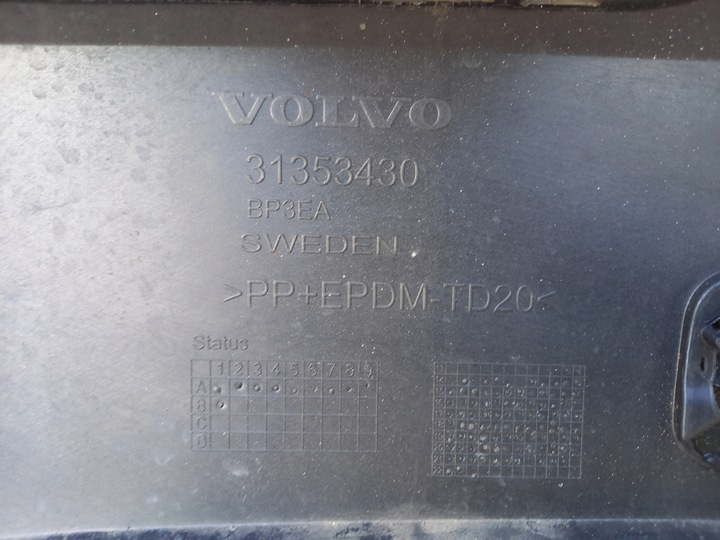 VOLVO
31353430
BP3EA
SWEDEN
>PP+EPDM-TD20<
Status
1 2 3 4 5 6 7 8 9
A
B
C
D